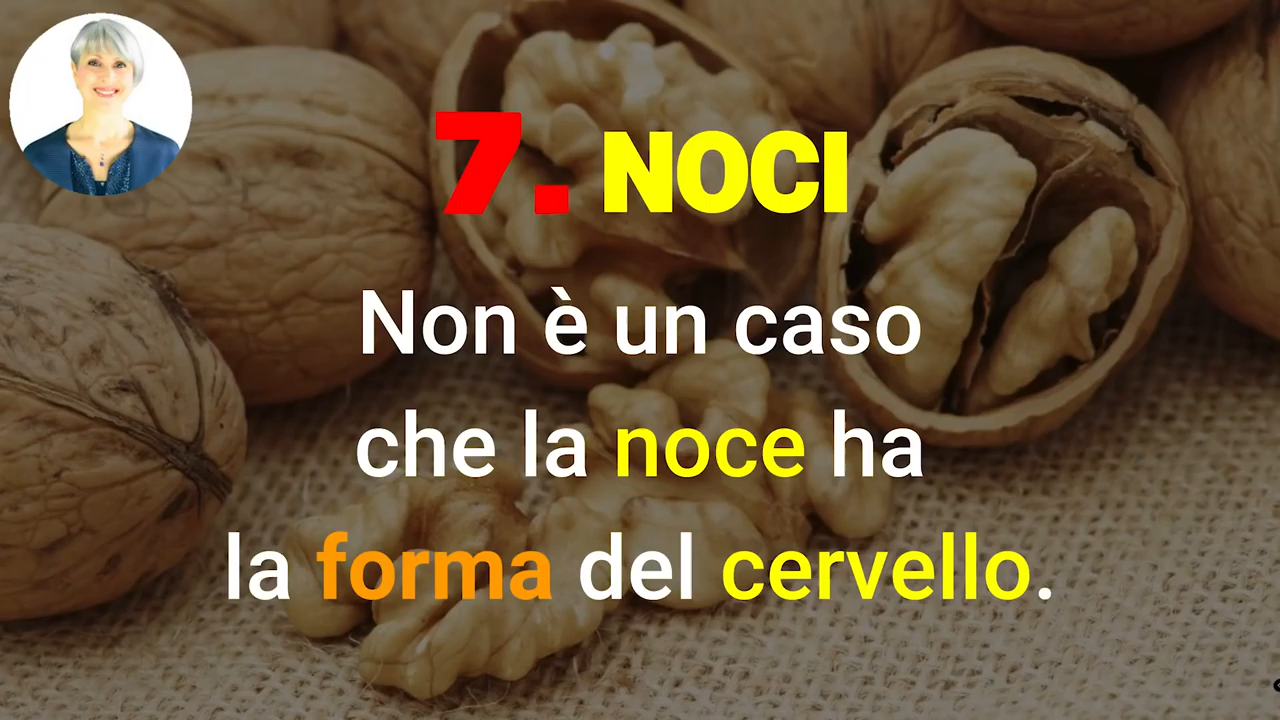 7. NOCI
Non è un caso
che la noce ha
la forma del cervello.